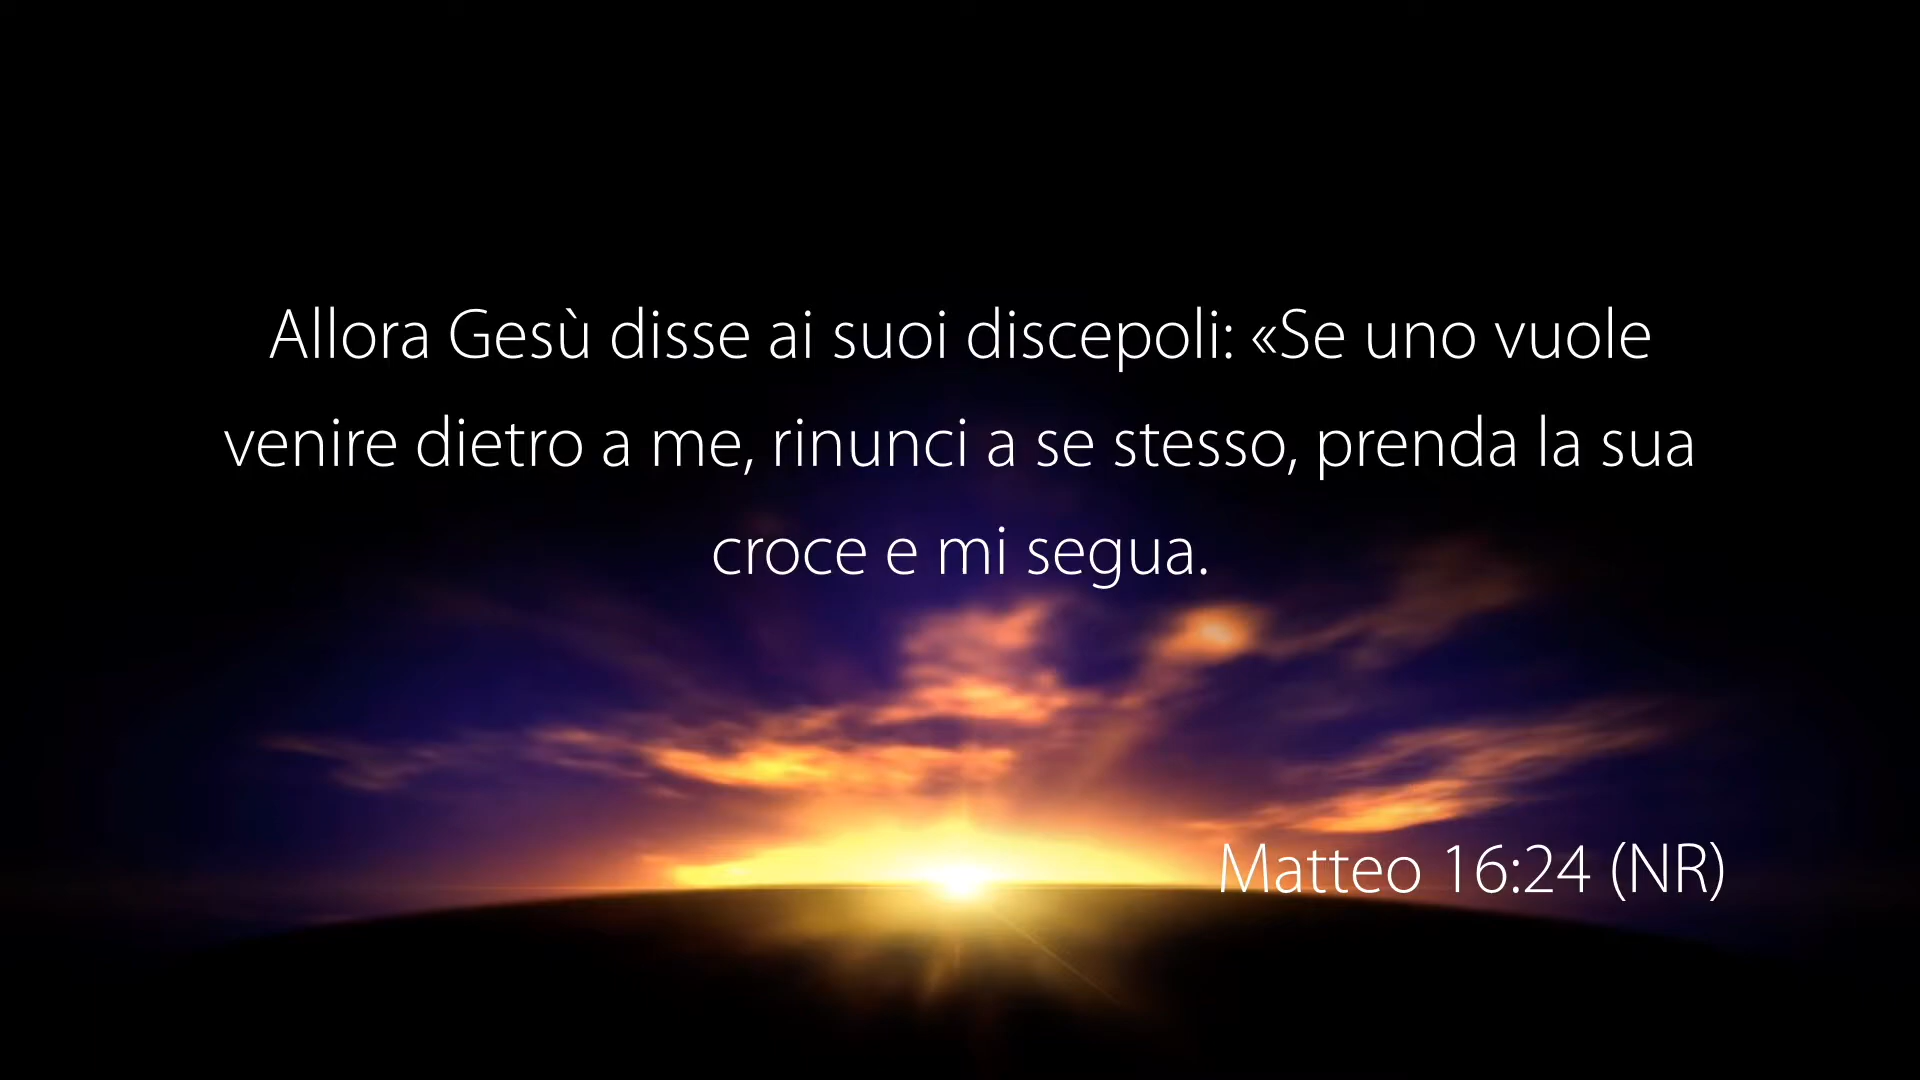 Allora Gesù disse ai suoi discepoli: «Se uno vuole
venire dietro a me, rinunci a se stesso, prenda la sua
croce e mi segua.
Matteo 16:24 (NR)